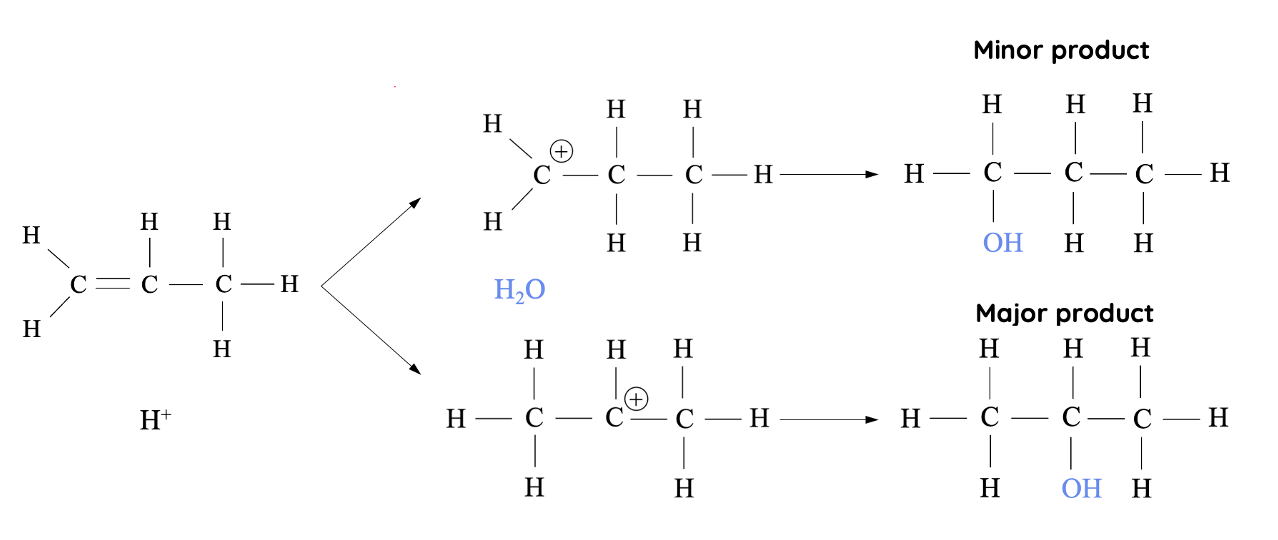 Minor product
H H H
H H H
H C ⊕ C C H H C C C H
H H H OH H H
H H H
C C C H
H H
H₂O
Major product
H H H H H H
H C C ⊕ C H H C C C H
H H H OH H
H⁺